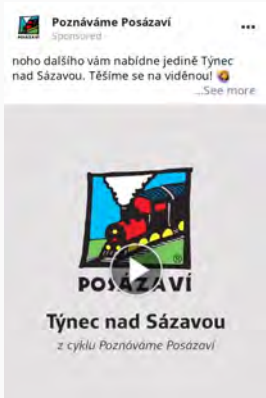 Poznáváme Posázaví
Sponsored ·
noho dalšího vám nabídne jedině Týnec
nad Sázavou. Těšíme se na viděnou!
...See more
POSÁZAVÍ
®
POSÁZAVÍ
Týnec nad Sázavou
z cyklu Poznáváme Posázaví